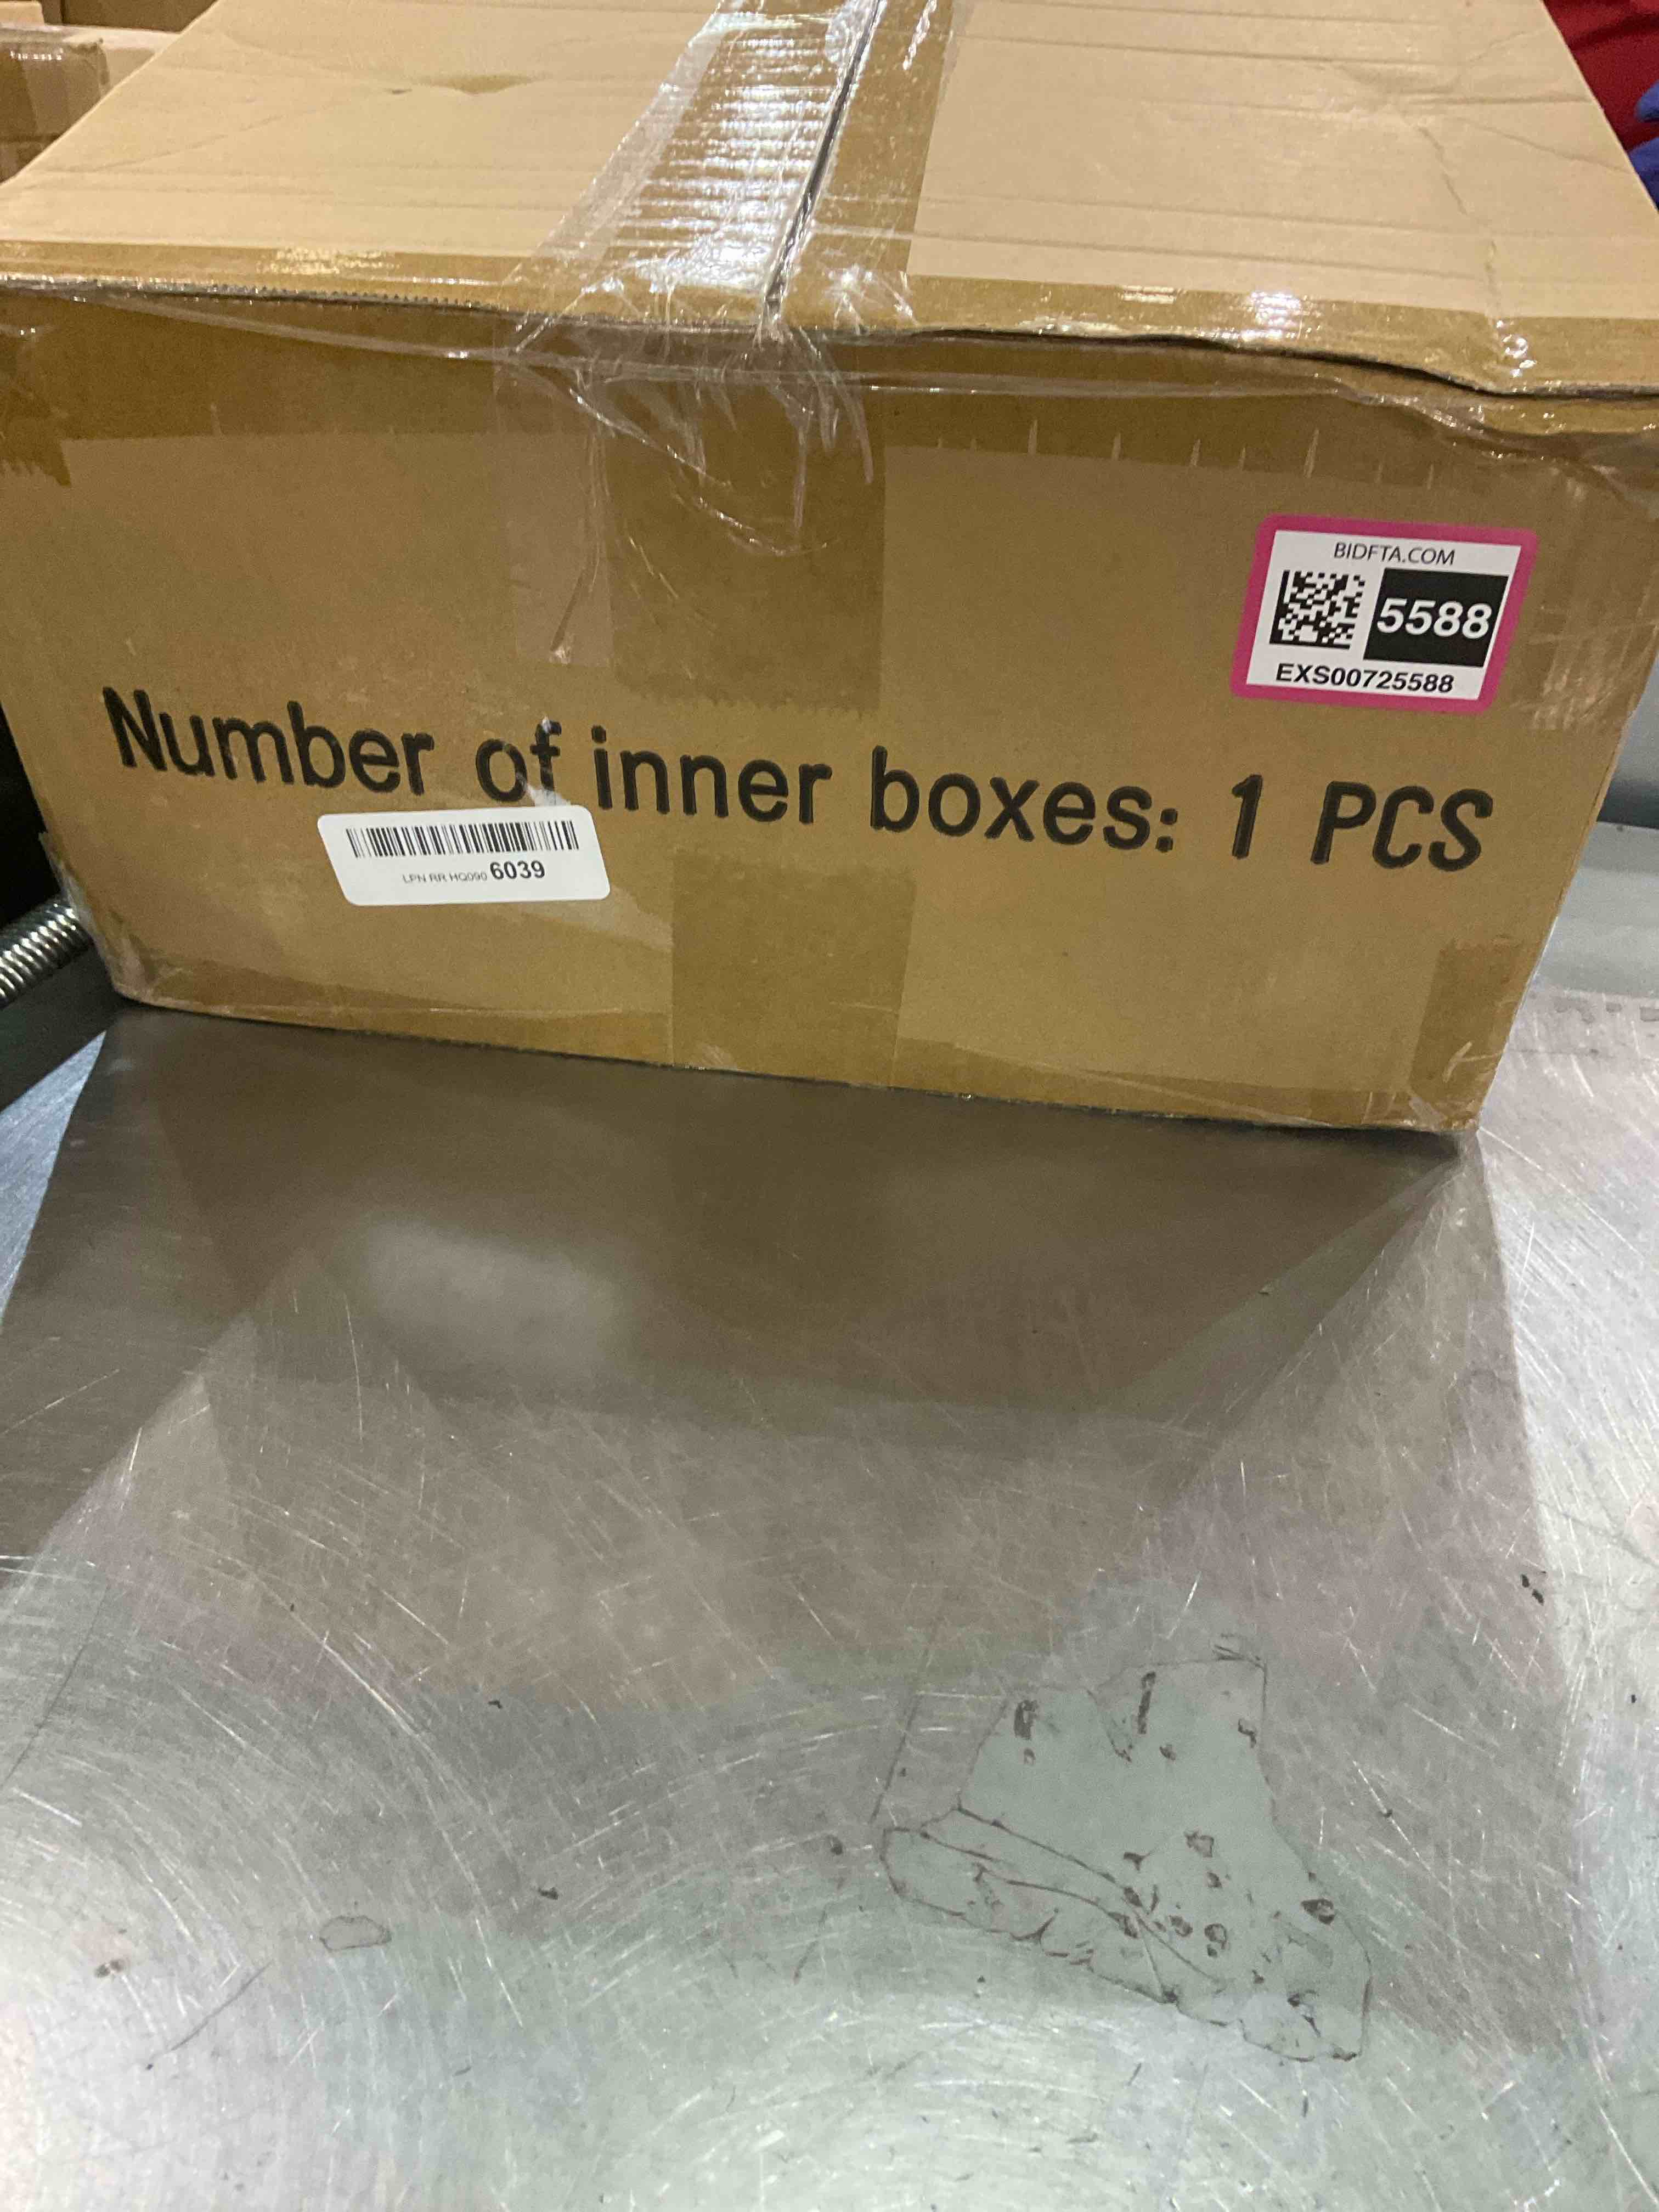 BIDFTA.COM
5588
EXS00725588
Number of inner boxes: 1 PCS
LPN RR HQ090 6039